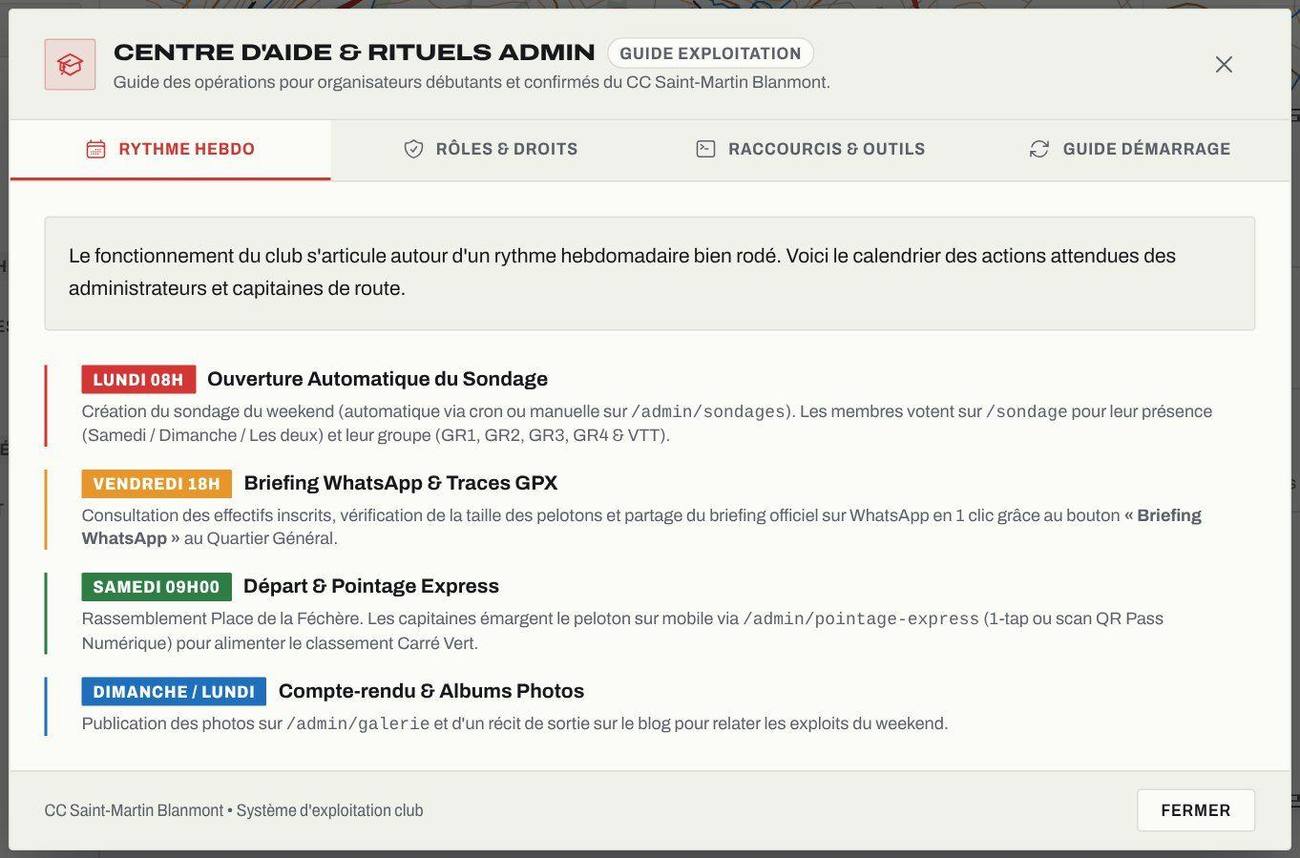 CENTRE D'AIDE & RITUELS ADMIN GUIDE EXPLOITATION
Guide des opérations pour organisateurs débutants et confirmés du CC Saint-Martin Blanmont.
RYTHME HEBDO RÔLES & DROITS RACCOURCIS & OUTILS GUIDE DÉMARRAGE
Le fonctionnement du club s'articule autour d'un rythme hebdomadaire bien rodé. Voici le calendrier des actions attendues des
administrateurs et capitaines de route.
LUNDI 08H Ouverture Automatique du Sondage
Création du sondage du weekend (automatique via cron ou manuelle sur /admin/sondages). Les membres votent sur /sondage pour leur présence
(Samedi / Dimanche / Les deux) et leur groupe (GR1, GR2, GR3, GR4 & VTT).
VENDREDI 18H Briefing WhatsApp & Traces GPX
Consultation des effectifs inscrits, vérification de la taille des pelotons et partage du briefing officiel sur WhatsApp en 1 clic grâce au bouton « Briefing
WhatsApp » au Quartier Général.
SAMEDI 09H00 Départ & Pointage Express
Rassemblement Place de la Féchère. Les capitaines émargent le peloton sur mobile via /admin/pointage-express (1-tap ou scan QR Pass
Numérique) pour alimenter le classement Carré Vert.
DIMANCHE / LUNDI Compte-rendu & Albums Photos
Publication des photos sur /admin/galerie et d'un récit de sortie sur le blog pour relater les exploits du weekend.
CC Saint-Martin Blanmont • Système d'exploitation club FERMER